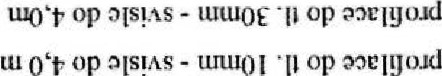 profilace do tl. 10mm - svisle do 4,0 m
profilace do tl. 30mm - svisle do 4,0m